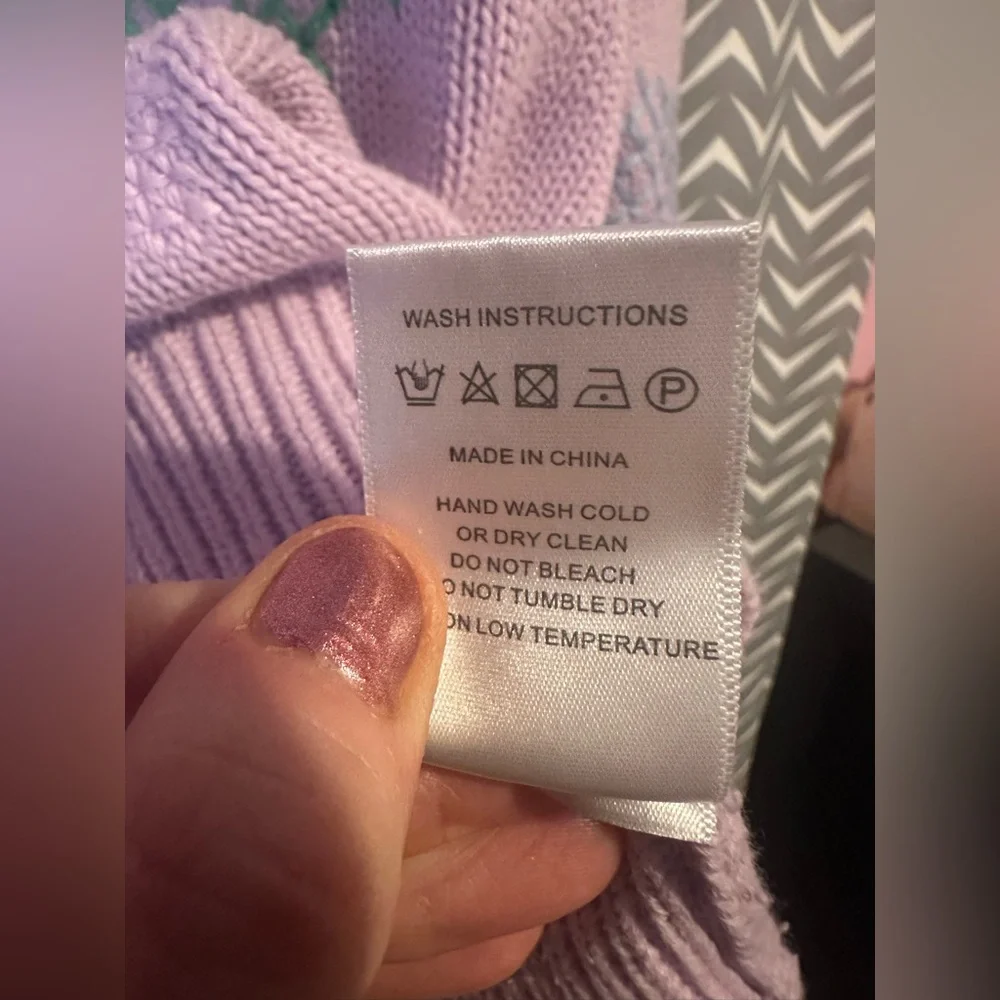 WASH INSTRUCTIONS
P
MADE IN CHINA
HAND WASH COLD
OR DRY CLEAN
DO NOT BLEACH
O NOT TUMBLE DRY
ON LOW TEMPERATURE